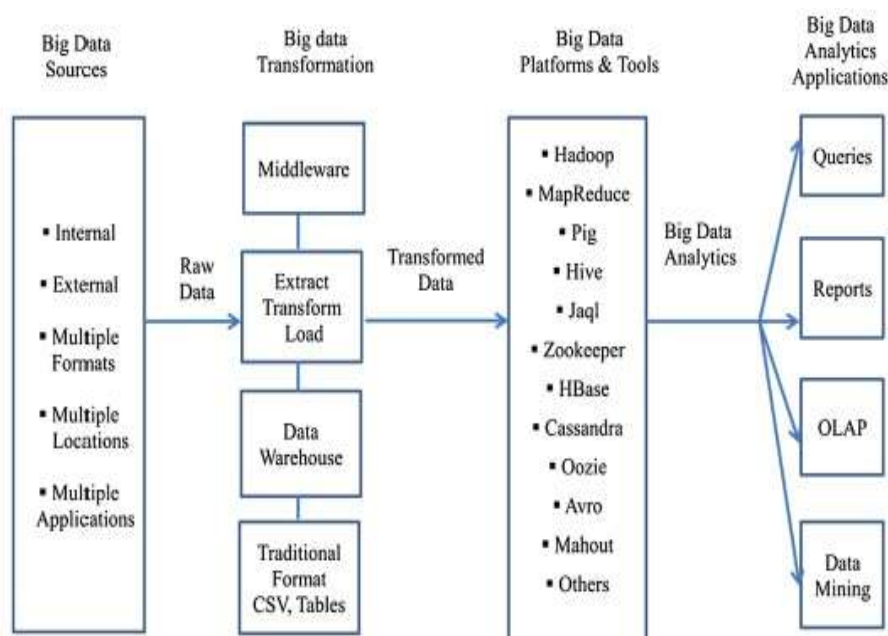 Big Data
Sources
▪ Internal
▪ External
▪ Multiple
Formats
▪ Multiple
Locations
▪ Multiple
Applications
Raw
Data
Big data
Transformation
Middleware
Extract
Transform
Load
Data
Warehouse
Traditional
Format
CSV, Tables
Transformed
Data
Big Data
Platforms & Tools
▪ Hadoop
▪ MapReduce
▪ Pig
▪ Hive
▪ Jaql
▪ Zookeeper
▪ HBase
▪ Cassandra
▪ Oozie
▪ Avro
▪ Mahout
▪ Others
Big Data
Analytics
Big Data
Analytics
Applications
Queries
Reports
OLAP
Data
Mining